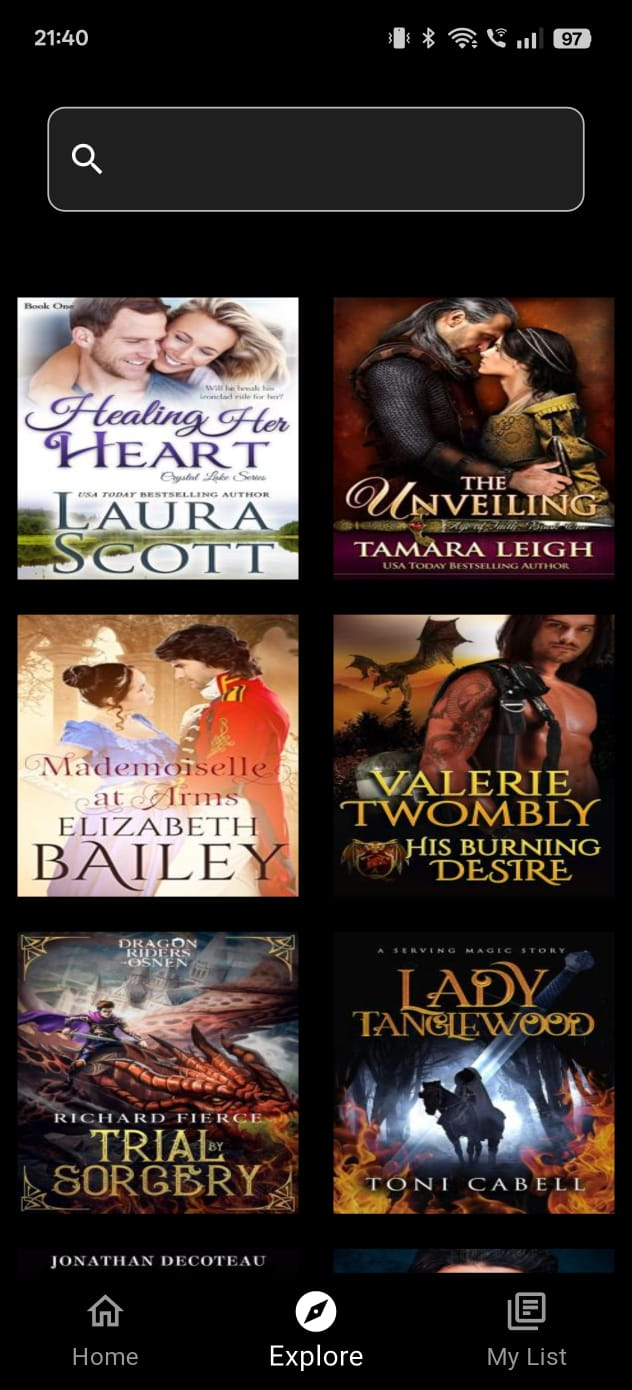 21:40
97
Book One
Will he break his
ironclad rule for her?
Healing Her
HEART
Crystal Lake Series
USA TODAY BESTSELLING AUTHOR
LAURA
SCOTT
THE
UNVEILING
Age of Faith: Book One
TAMARA LEIGH
USA TODAY BESTSELLING AUTHOR
Mademoiselle
at Arms
ELIZABETH
BAILEY
VALERIE
TWOMBLY
HIS BURNING
DESIRE
DRAGON
RIDERS
OSNEN
RICHARD FIERCE
TRIAL BY
SORCERY
A SERVING MAGIC STORY
LADY
TANGLEWOOD
TONI CABELL
JONATHAN DECOTEAU
Home
Explore
My List